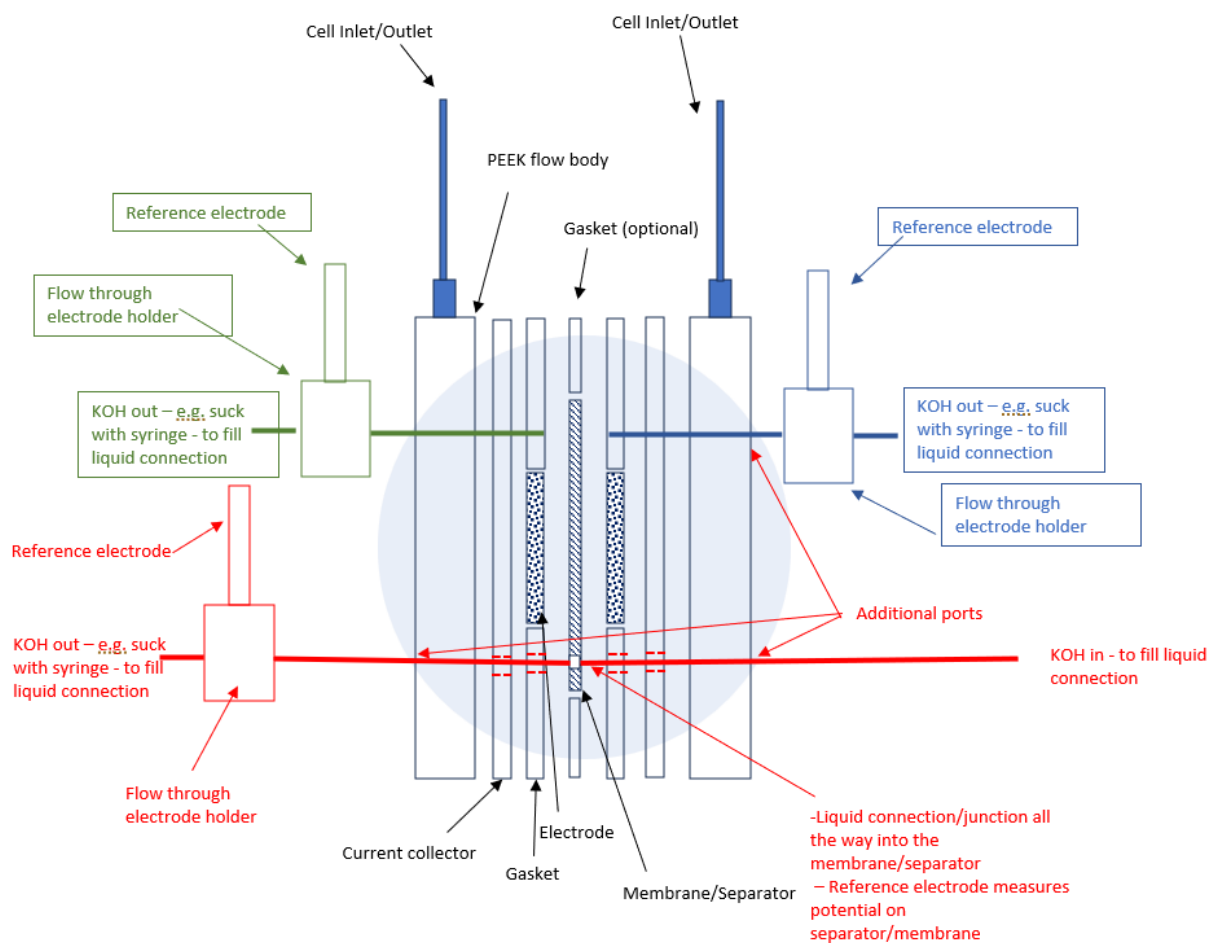 Cell Inlet/Outlet
Cell Inlet/Outlet
PEEK flow body
Reference electrode
Gasket (optional)
Reference electrode
Flow through
electrode holder
KOH out – e.g. suck
with syringe - to fill
liquid connection
KOH out – e.g. suck
with syringe - to fill
liquid connection
Flow through
electrode holder
Reference electrode
Additional ports
KOH out – e.g. suck
with syringe - to fill
liquid connection
KOH in - to fill liquid
connection
Flow through
electrode holder
Electrode
Current collector
Gasket
Membrane/Separator
-Liquid connection/junction all
the way into the
membrane/separator
– Reference electrode measures
potential on
separator/membrane